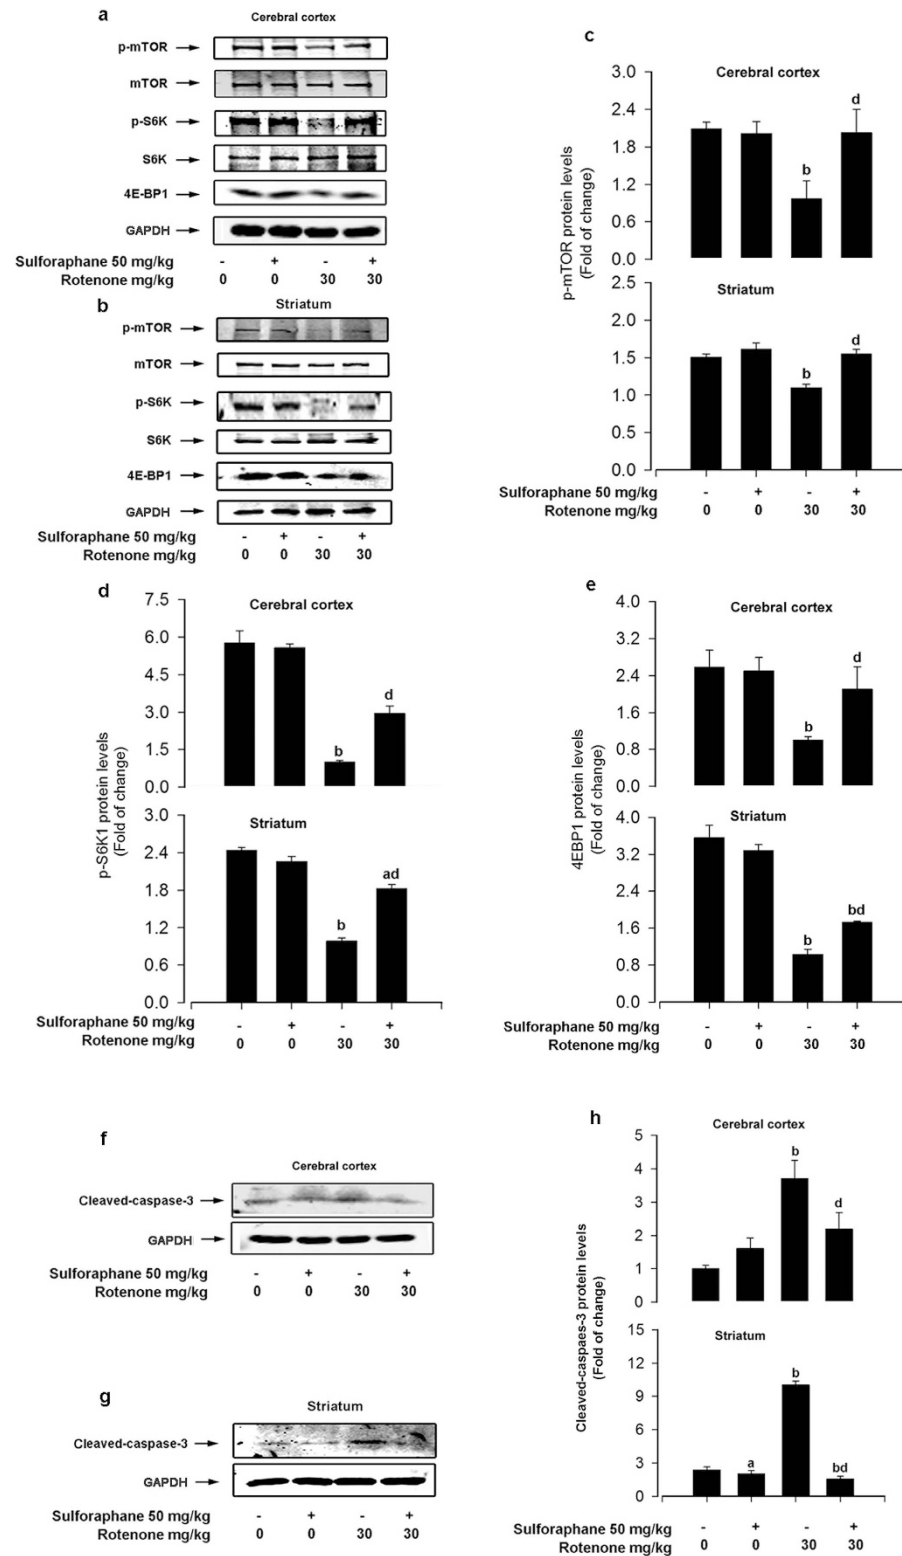 a
Cerebral cortex
p-mTOR
mTOR
p-S6K
S6K
4E-BP1
GAPDH
Sulforaphane 50 mg/kg - + - +
Rotenone mg/kg 0 0 30 30
b
Striatum
p-mTOR
mTOR
p-S6K
S6K
4E-BP1
GAPDH
Sulforaphane 50 mg/kg - + - +
Rotenone mg/kg 0 0 30 30
c
p-mTOR protein levels
(Fold of change)
Cerebral cortex
3.0
2.4
1.8
1.2
0.6
0.0
b
d
Striatum
2.5
2.0
1.5
1.0
0.5
0.0
b
d
Sulforaphane 50 mg/kg - + - +
Rotenone mg/kg 0 0 30 30
d
p-S6K1 protein levels
(Fold of change)
Cerebral cortex
7.5
6.0
4.5
3.0
1.5
0.0
b
d
Striatum
3.0
2.4
1.8
1.2
0.6
0.0
b
ad
Sulforaphane 50 mg/kg - + - +
Rotenone mg/kg 0 0 30 30
e
4EBP1 protein levels
(Fold of change)
Cerebral cortex
4.0
3.2
2.4
1.6
0.8
0.0
b
d
Striatum
4.0
3.2
2.4
1.6
0.8
0.0
b
bd
Sulforaphane 50 mg/kg - + - +
Rotenone mg/kg 0 0 30 30
f
Cerebral cortex
Cleaved-caspase-3
GAPDH
Sulforaphane 50 mg/kg - + - +
Rotenone mg/kg 0 0 30 30
g
Striatum
Cleaved-caspase-3
GAPDH
Sulforaphane 50 mg/kg - + - +
Rotenone mg/kg 0 0 30 30
h
Cleaved-caspaes-3 protein levels
(Fold of change)
Cerebral cortex
5
4
3
2
1
0
b
d
Striatum
15
12
9
6
3
0
a
b
bd
Sulforaphane 50 mg/kg - + - +
Rotenone mg/kg 0 0 30 30